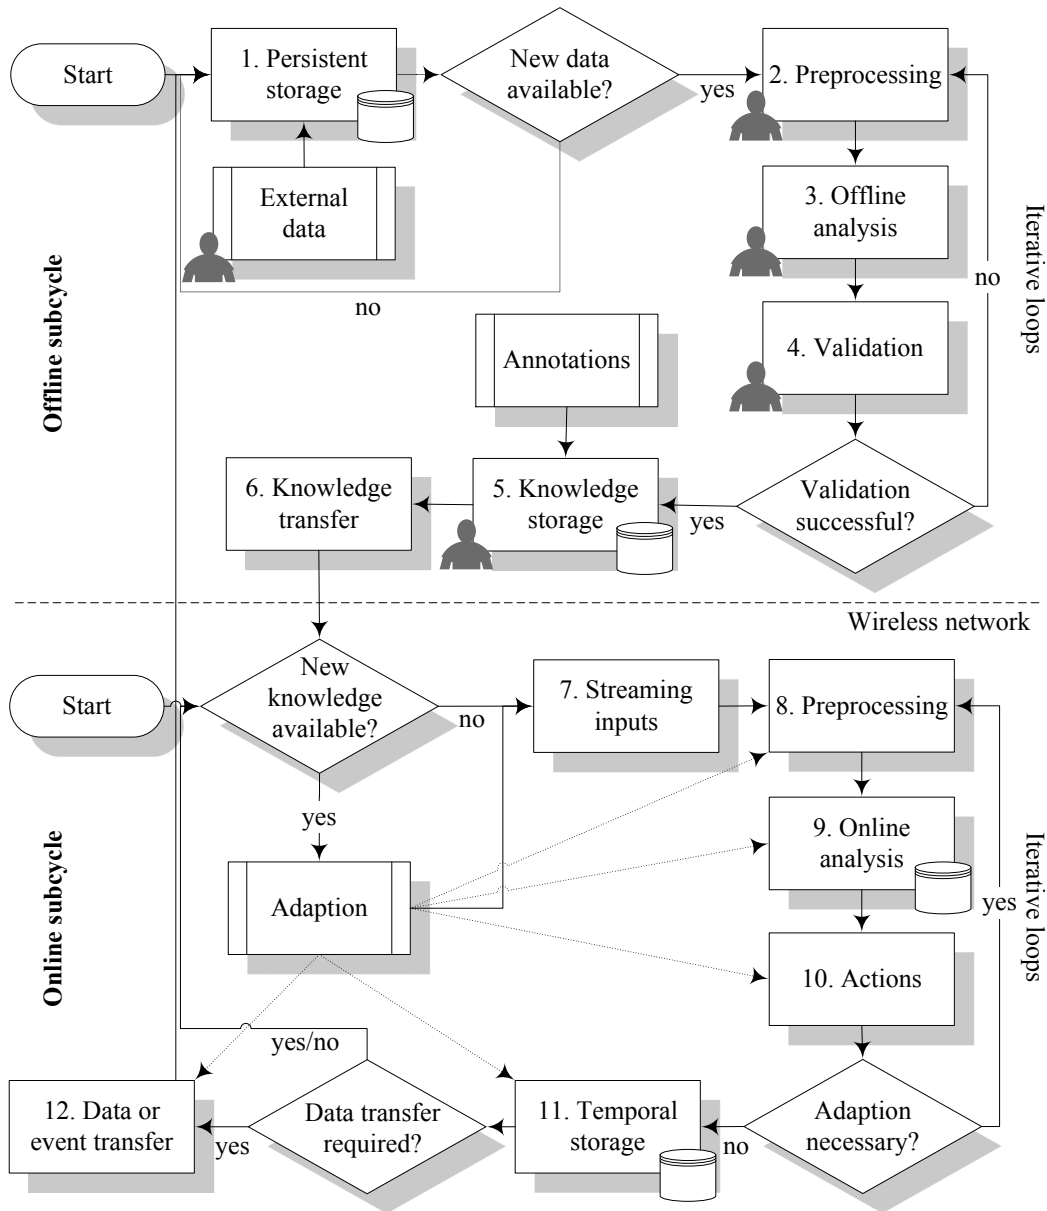 Start
1. Persistent
storage
New data
available?
yes
2. Preprocessing
External
data
no
3. Offline
analysis
no
Iterative loops
Offline subcycle
Annotations
4. Validation
6. Knowledge
transfer
5. Knowledge
storage
yes
Validation
successful?
Wireless network
Start
New
knowledge
available?
no
7. Streaming
inputs
8. Preprocessing
yes
9. Online
analysis
yes
Iterative loops
Online subcycle
Adaption
10. Actions
yes/no
12. Data or
event transfer
yes
Data transfer
required?
11. Temporal
storage
no
Adaption
necessary?